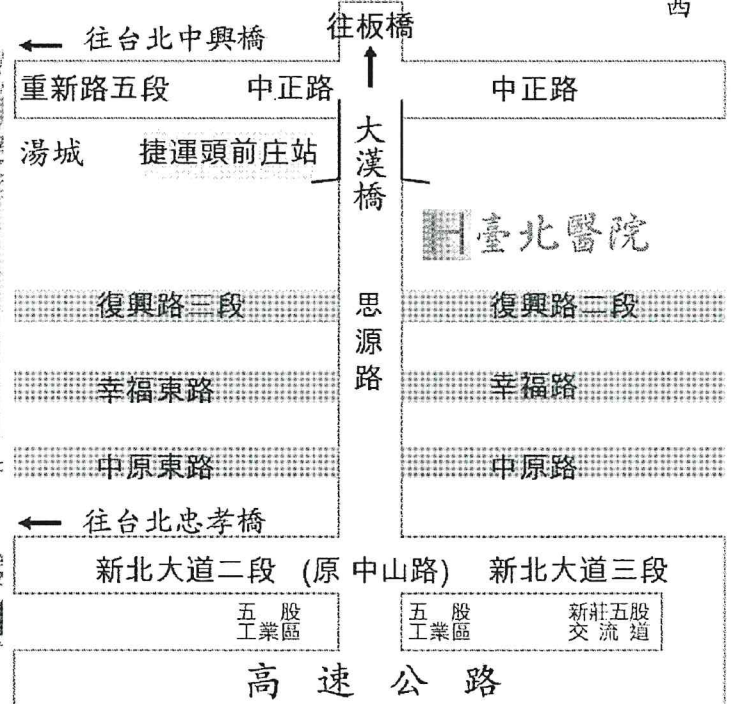 西
往台北中興橋
往板橋
重新路五段 中正路
中正路
湯城 捷運頭前庄站
大漢橋
臺北醫院
復興路三段
思源路
復興路二段
幸福東路
幸福路
中原東路
中原路
往台北忠孝橋
新北大道二段 (原 中山路) 新北大道三段
五 股
工業區
五 股
工業區
新莊五股
交流道
高速公路